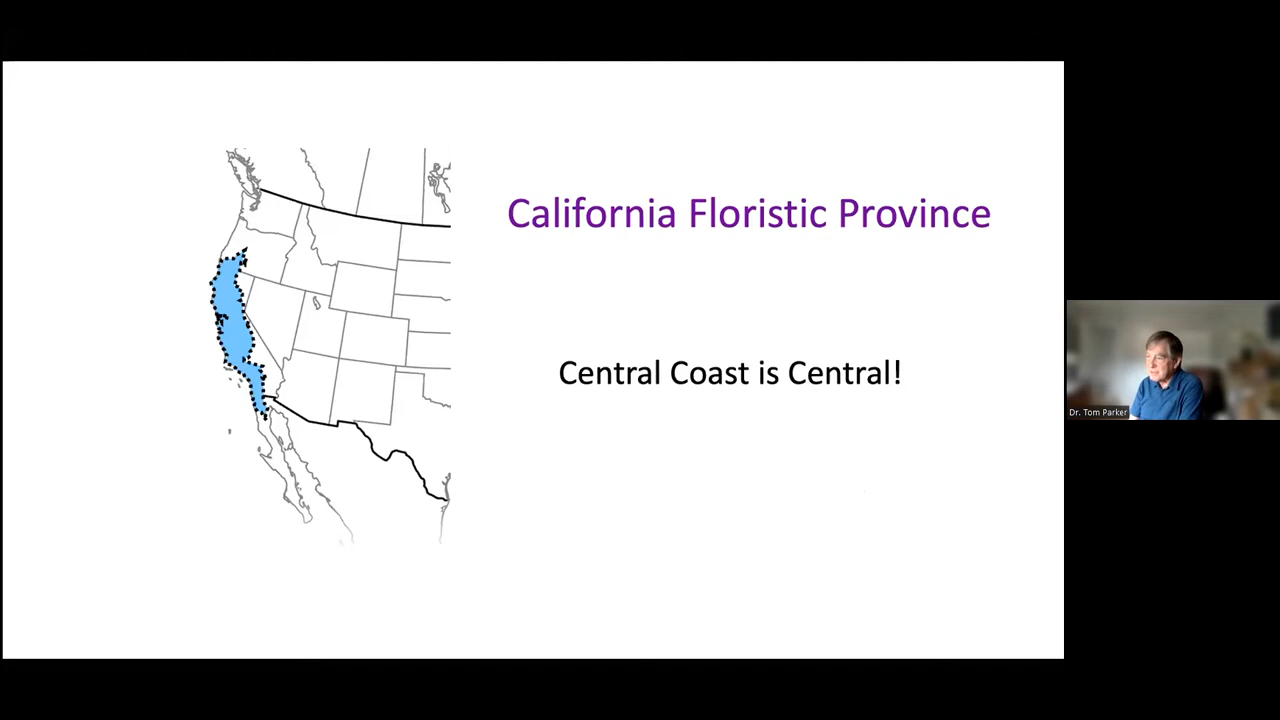 California Floristic Province
Central Coast is Central!
Dr. Tom Parker